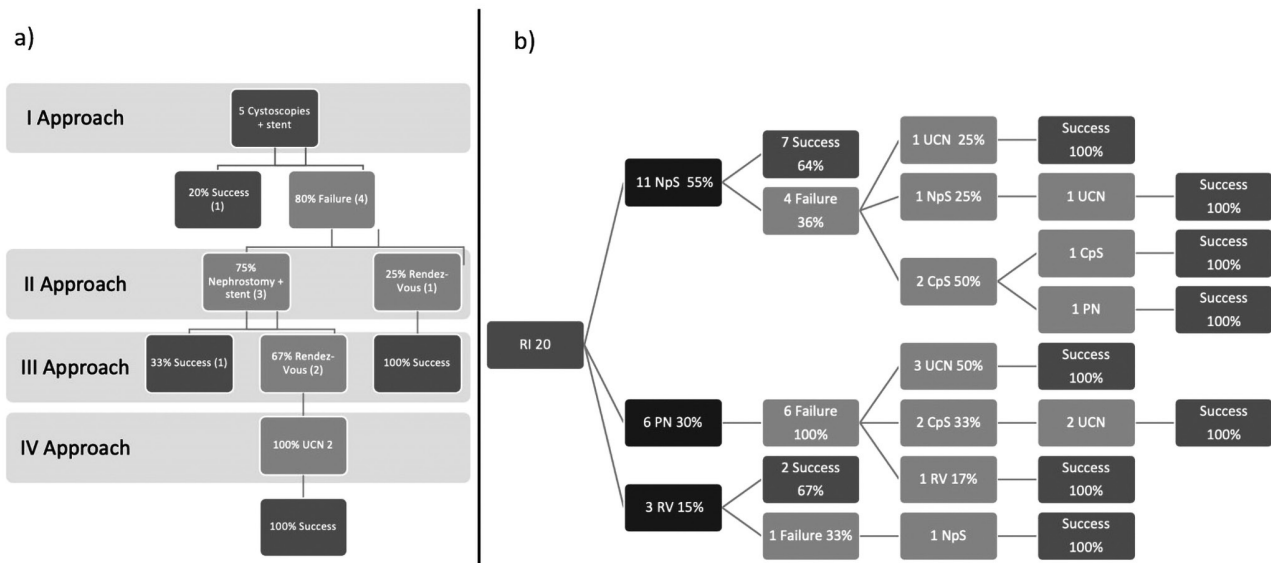 a)
I Approach
5 Cystoscopies
+ stent
20% Success
(1)
80% Failure (4)
II Approach
75%
Nephrostomy +
stent (3)
25% Rendez-
Vous (1)
III Approach
33% Success (1)
67% Rendez-
Vous (2)
100% Success
IV Approach
100% UCN 2
100% Success
b)
RI 20
11 NpS 55%
7 Success
64%
4 Failure
36%
1 UCN 25%
Success
100%
1 NpS 25%
1 UCN
Success
100%
2 CpS 50%
1 CpS
Success
100%
1 PN
Success
100%
6 PN 30%
6 Failure
100%
3 UCN 50%
Success
100%
2 CpS 33%
2 UCN
Success
100%
1 RV 17%
Success
100%
3 RV 15%
2 Success
67%
1 Failure 33%
1 NpS
Success
100%